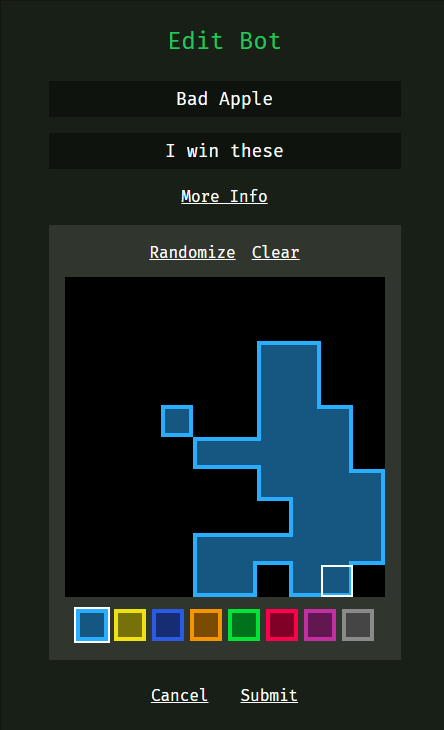 Edit Bot
Bad Apple
I win these
More Info
Randomize Clear
Cancel Submit